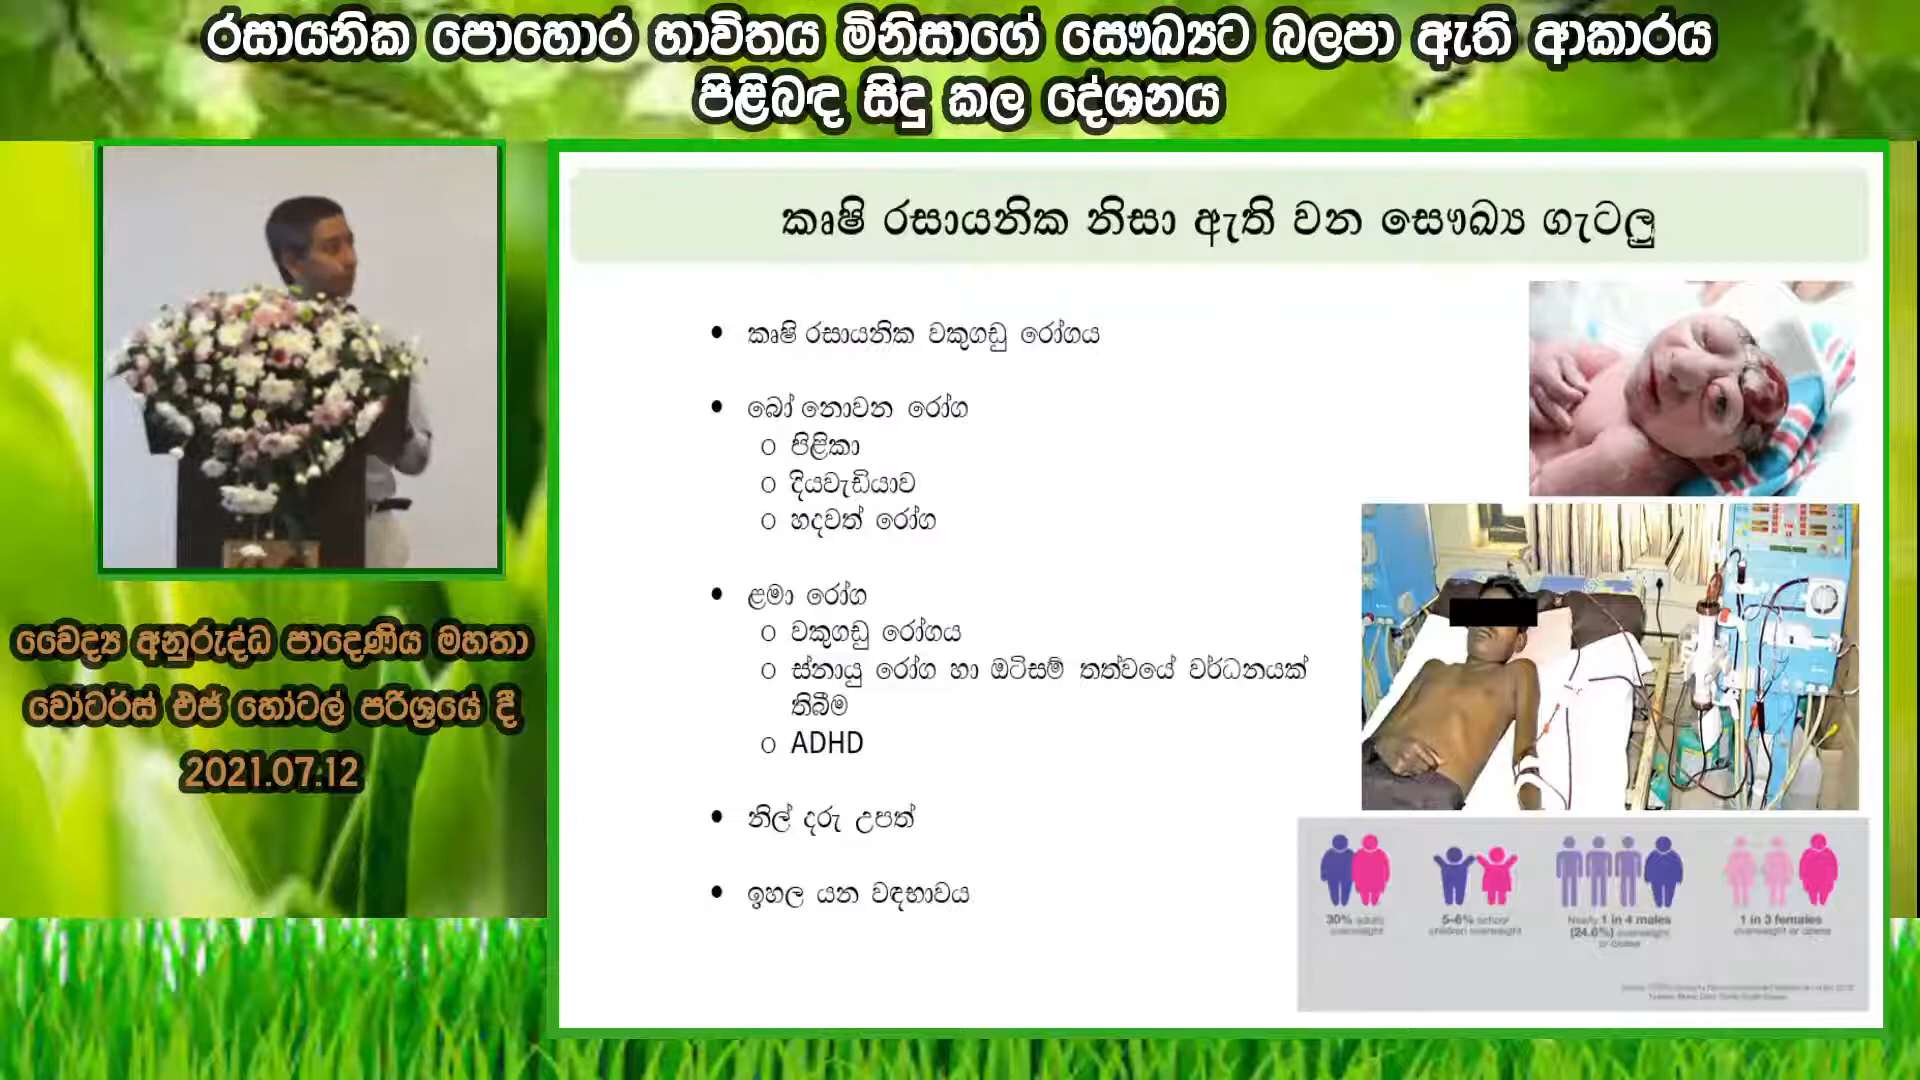 රසායනික පොහොර භාවිතය මිනිසාගේ සෞඛ්‍යට බලපා ඇති ආකාරය
පිළිබඳ සිදු කල දේශනය
කෘෂි රසායනික නිසා ඇති වන සෞඛ්‍ය ගැටලු
• කෘෂි රසායනික වකුගඩු රෝගය
• බෝ නොවන රෝග
o පිළිකා
o දියවැඩියාව
o හදවත් රෝග
• ළමා රෝග
o වකුගඩු රෝගය
o ස්නායු රෝග හා ඔටිසම් තත්වයේ වර්ධනයක්
තිබීම
o ADHD
• නිල් දරු උපත්
• ඉහල යන වඳභාවය
වෛද්‍ය අනුරුද්ධ පාදෙණිය මහතා
වෝටර්ස් එජ් හෝටල් පරිශ්‍රයේ දී
2021.07.12
30% adults
overweight
5-6% school
children overweight
Nearly 1 in 4 males
(24.6%) overweight
or obese
1 in 3 females
overweight or obese